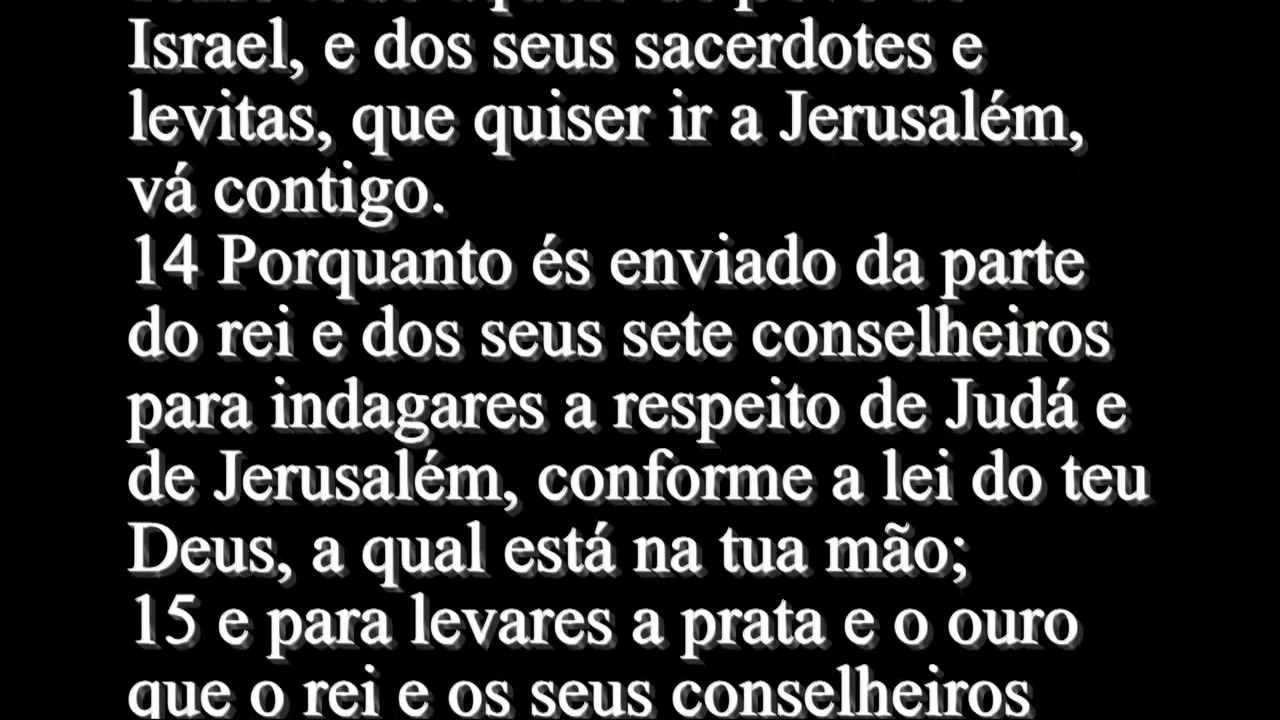 Israel, e dos seus sacerdotes e
levitas, que quiser ir a Jerusalém,
vá contigo.
14 Porquanto és enviado da parte
do rei e dos seus sete conselheiros
para indagares a respeito de Judá e
de Jerusalém, conforme a lei do teu
Deus, a qual está na tua mão;
15 e para levares a prata e o ouro
que o rei e os seus conselheiros